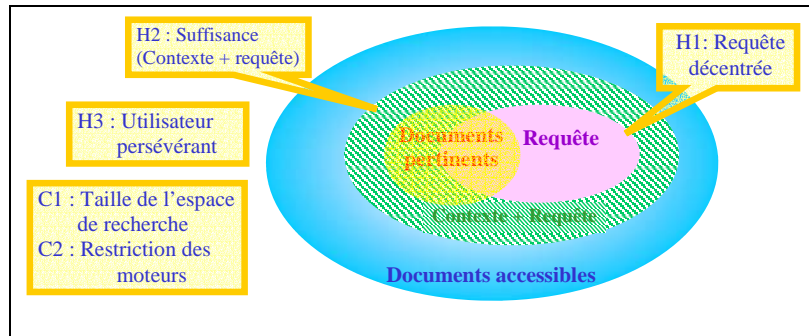 H2 : Suffisance
(Contexte + requête)
H1: Requête
décentrée
H3 : Utilisateur
persévérant
Documents
pertinents
Requête
C1 : Taille de l’espace
de recherche
C2 : Restriction des
moteurs
Contexte + Requête
Documents accessibles